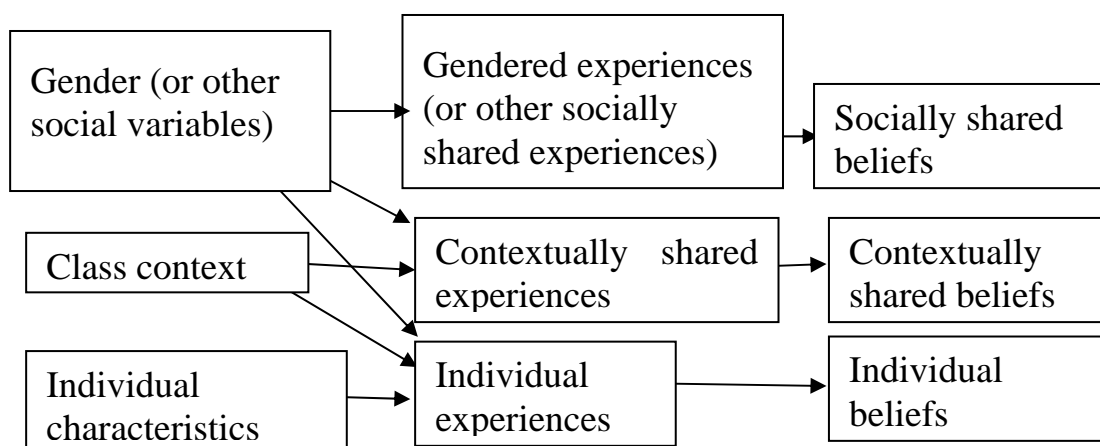 Gender (or other
social variables)
Gendered experiences
(or other socially
shared experiences)
Socially shared
beliefs
Class context
Contextually shared
experiences
Contextually
shared beliefs
Individual
characteristics
Individual
experiences
Individual
beliefs